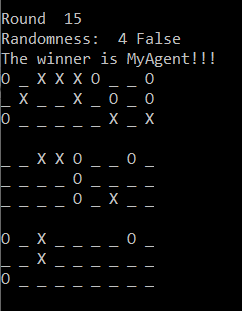 Round  15
Randomness:  4 False
The winner is MyAgent!!!
O _ X X X O _ _ O
_ X _ _ X _ O _ O
O _ _ _ _ _ X _ X
_ _ X X O _ _ O _
_ _ _ _ O _ _ _ _
_ _ _ _ O _ X _ _
O _ X _ _ _ _ O _
_ _ X _ _ _ _ _ _
O _ _ _ _ _ _ _ _